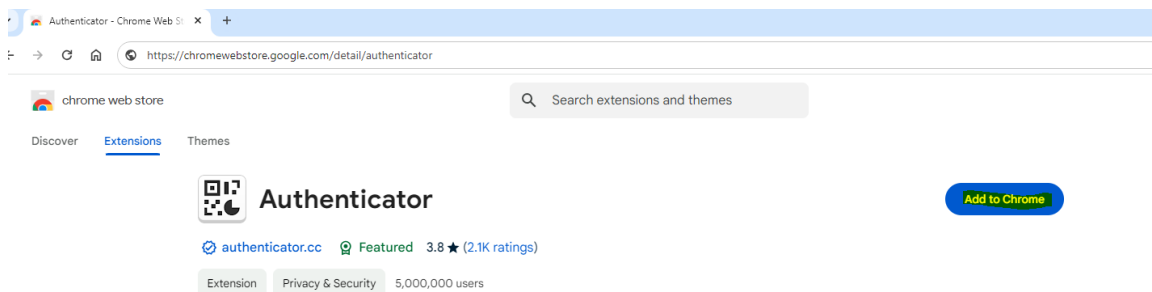 Authenticator - Chrome Web St
https://chromewebstore.google.com/detail/authenticator
chrome web store
Search extensions and themes
Discover Extensions Themes
Authenticator
Add to Chrome
authenticator.cc Featured 3.8 ★ (2.1K ratings)
Extension Privacy & Security 5,000,000 users